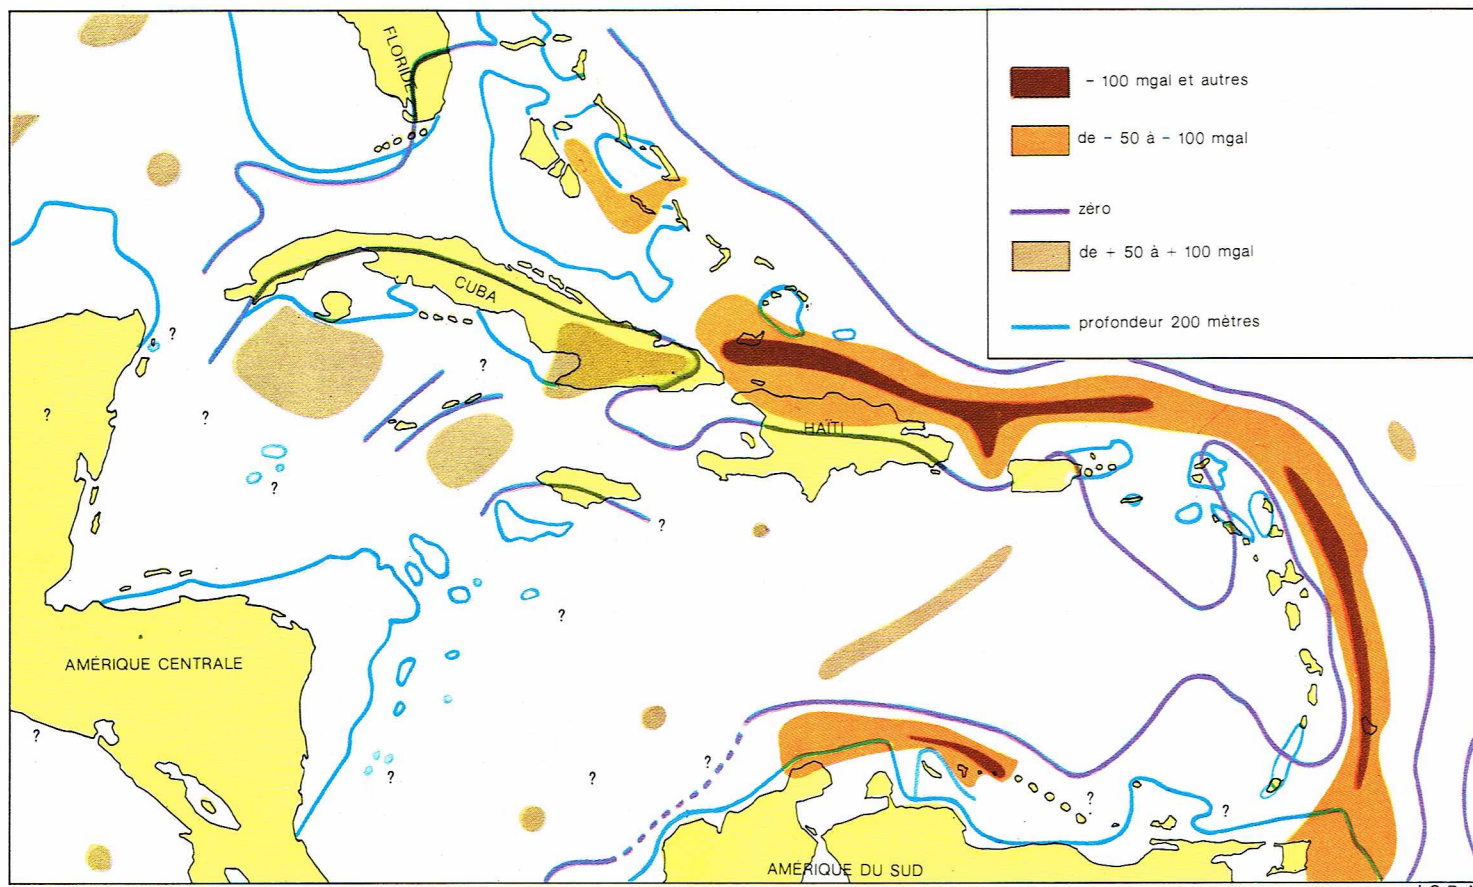 FLORIDE
- 100 mgal et autres
de - 50 à - 100 mgal
zéro
de + 50 à + 100 mgal
profondeur 200 mètres
CUBA
?
?
?
?
HAÏTI
?
?
?
AMÉRIQUE CENTRALE
?
?
?
?
?
?
AMÉRIQUE DU SUD